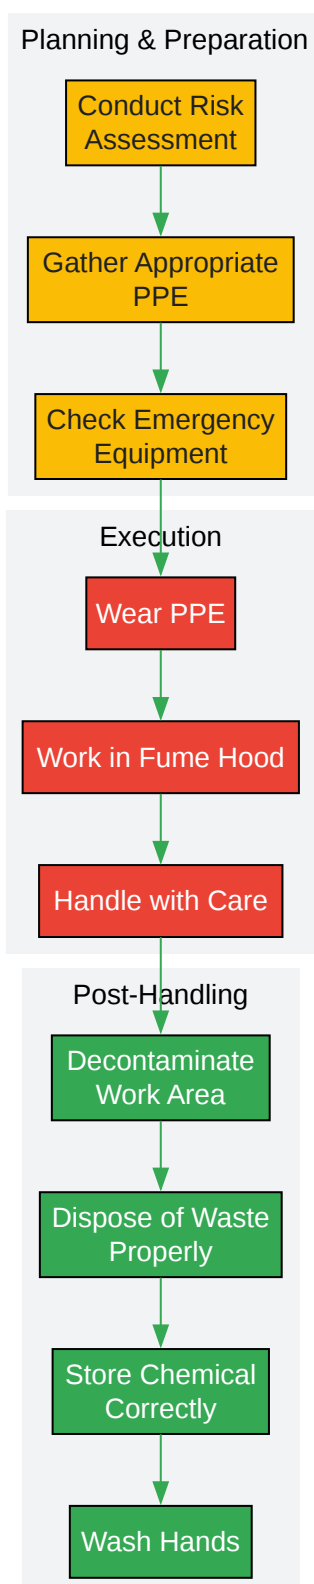 Planning & Preparation
Conduct Risk
Assessment
Gather Appropriate
PPE
Check Emergency
Equipment
Execution
Wear PPE
Work in Fume Hood
Handle with Care
Post-Handling
Decontaminate
Work Area
Dispose of Waste
Properly
Store Chemical
Correctly
Wash Hands